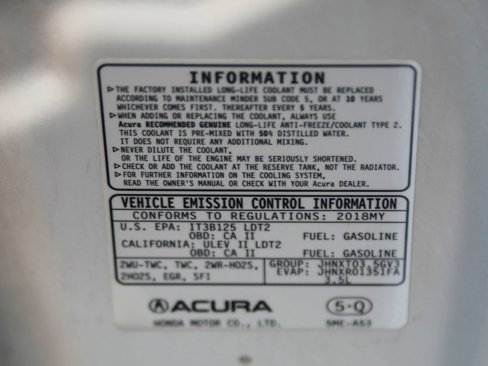 INFORMATION
▷THE FACTORY INSTALLED LONG-LIFE COOLANT MUST BE REPLACED
ACCORDING TO MAINTENANCE MINDER SUB CODE 5, OR AT 10 YEARS
WHICHEVER COMES FIRST. THEREAFTER EVERY 5 YEARS.
▷WHEN ADDING OR REPLACING THE COOLANT, ALWAYS USE
Acura RECOMMENDED GENUINE LONG-LIFE ANTI-FREEZE/COOLANT TYPE 2.
THIS COOLANT IS PRE-MIXED WITH 50% DISTILLED WATER.
IT DOES NOT REQUIRE ANY ADDITIONAL MIXING.
▷NEVER DILUTE THE COOLANT,
OR THE LIFE OF THE ENGINE MAY BE SERIOUSLY SHORTENED.
▷CHECK OR ADD THE COOLANT AT THE RESERVE TANK, NOT THE RADIATOR.
▷FOR FURTHER INFORMATION ON THE COOLING SYSTEM,
READ THE OWNER'S MANUAL OR CHECK WITH YOUR Acura DEALER.
VEHICLE EMISSION CONTROL INFORMATION
CONFORMS TO REGULATIONS: 2018MY
U.S. EPA: IT3B125 LDT2
OBD: CA II FUEL: GASOLINE
CALIFORNIA: ULEV II LDT2
OBD: CA II FUEL: GASOLINE
2WU-TWC, TWC, 2WR-HO2S,
2HO2S, EGR, SFI
GROUP: JHNXT03.5GV3
EVAP: JHNXR0135IFA
3.5L
ACURA
5-Q
HONDA MOTOR CO., LTD.
5ME-A63